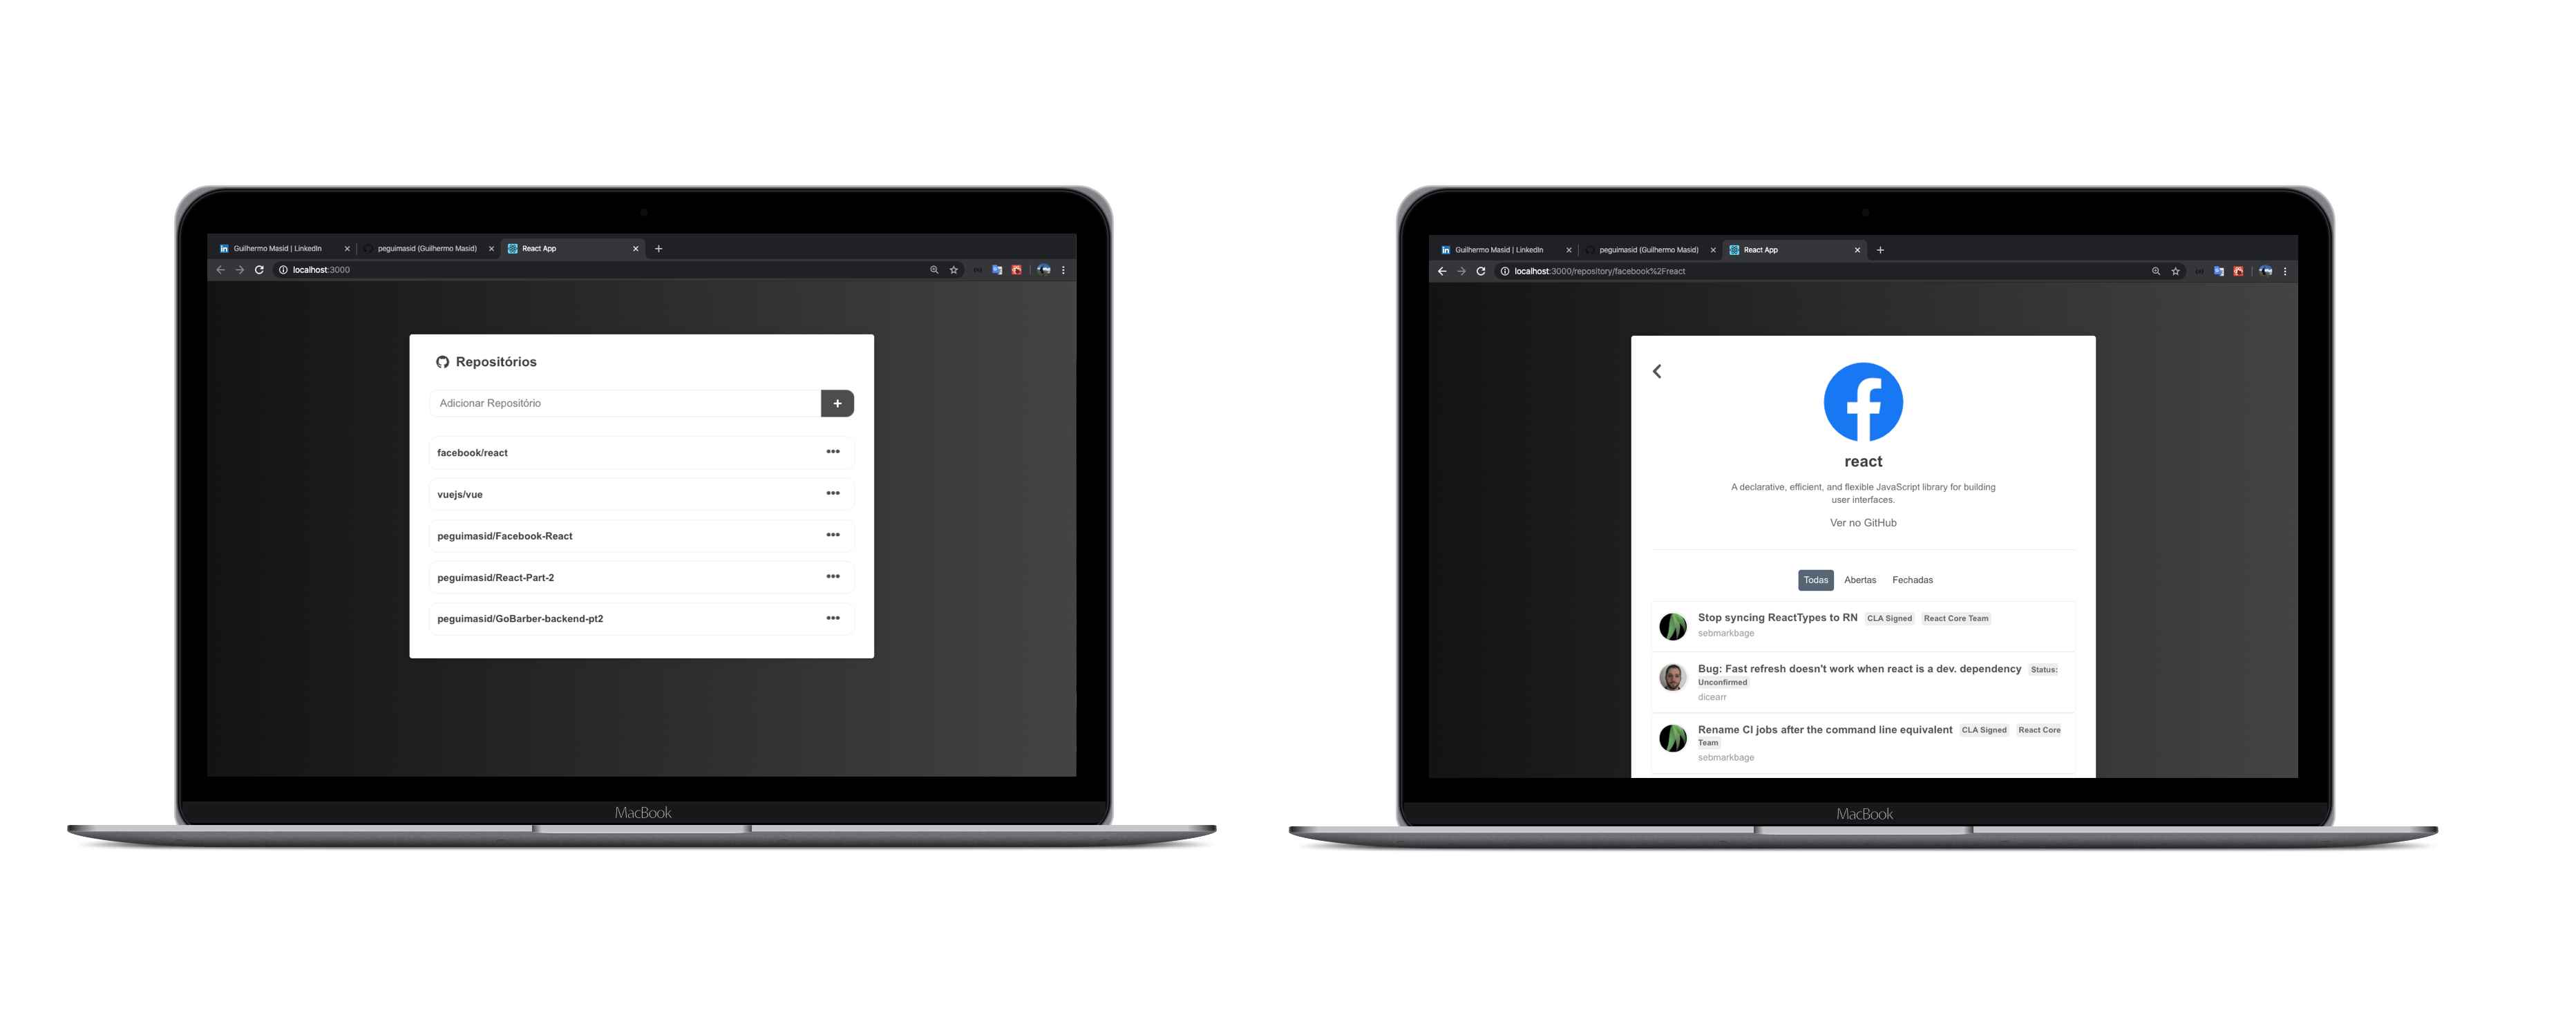 Guilhermo Masid | LinkedIn
peguimasid (Guilhermo Masid)
React App
localhost:3000
Repositórios
Adicionar Repositório
+
facebook/react
vuejs/vue
peguimasid/Facebook-React
peguimasid/React-Part-2
peguimasid/GoBarber-backend-pt2
MacBook
Guilhermo Masid | LinkedIn
peguimasid (Guilhermo Masid)
React App
localhost:3000/repository/facebook%2Freact
react
A declarative, efficient, and flexible JavaScript library for building
user interfaces.
Ver no GitHub
Todas Abertas Fechadas
Stop syncing ReactTypes to RN CLA Signed React Core Team
sebmarkbage
Bug: Fast refresh doesn't work when react is a dev. dependency Status:
Unconfirmed
dicearr
Rename CI jobs after the command line equivalent CLA Signed React Core
Team
sebmarkbage
MacBook